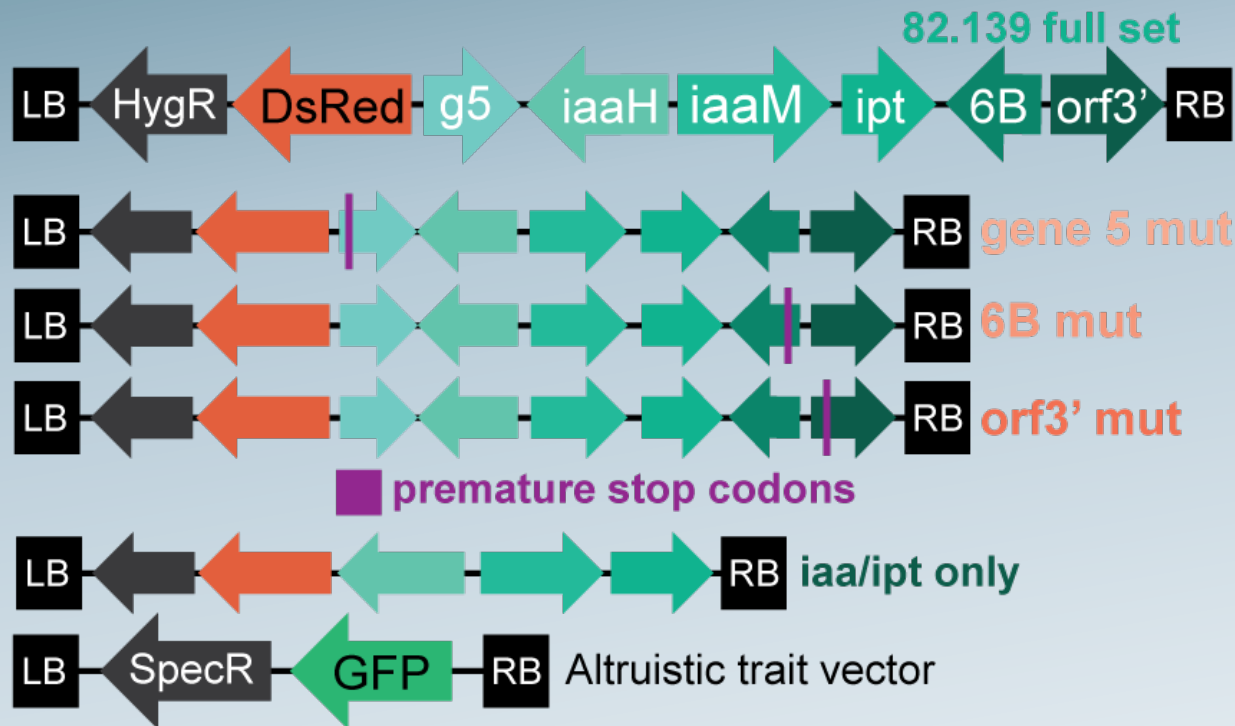 82.139 full set
LB HygR DsRed g5 iaaH iaaM ipt 6B orf3' RB
LB RB gene 5 mut
LB RB 6B mut
LB RB orf3' mut
premature stop codons
LB RB iaa/ipt only
LB SpecR GFP RB Altruistic trait vector